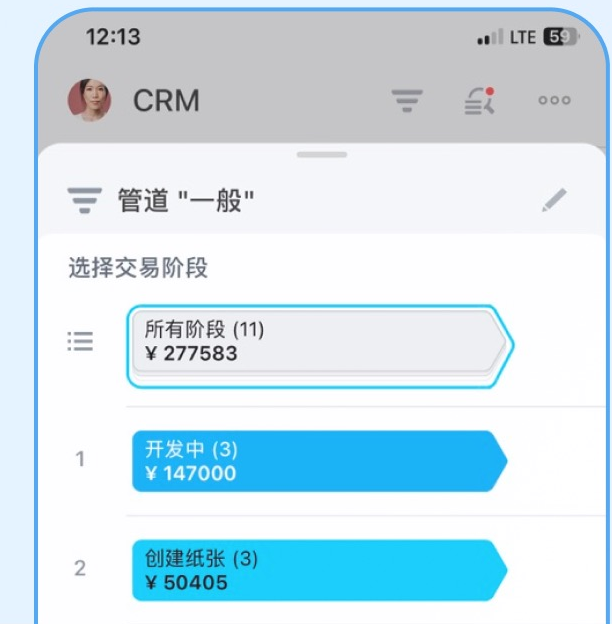 12:13
LTE 59
CRM
管道 "一般"
选择交易阶段
所有阶段 (11)
¥ 277583
1
开发中 (3)
¥ 147000
2
创建纸张 (3)
¥ 50405